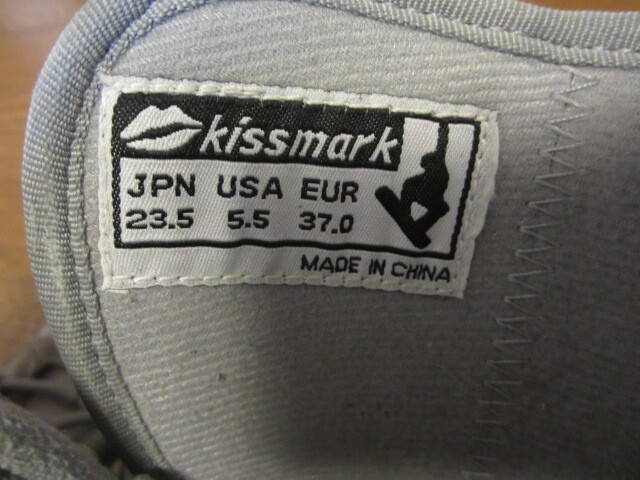 kissmark
JPN USA EUR
23.5 5.5 37.0
MADE IN CHINA